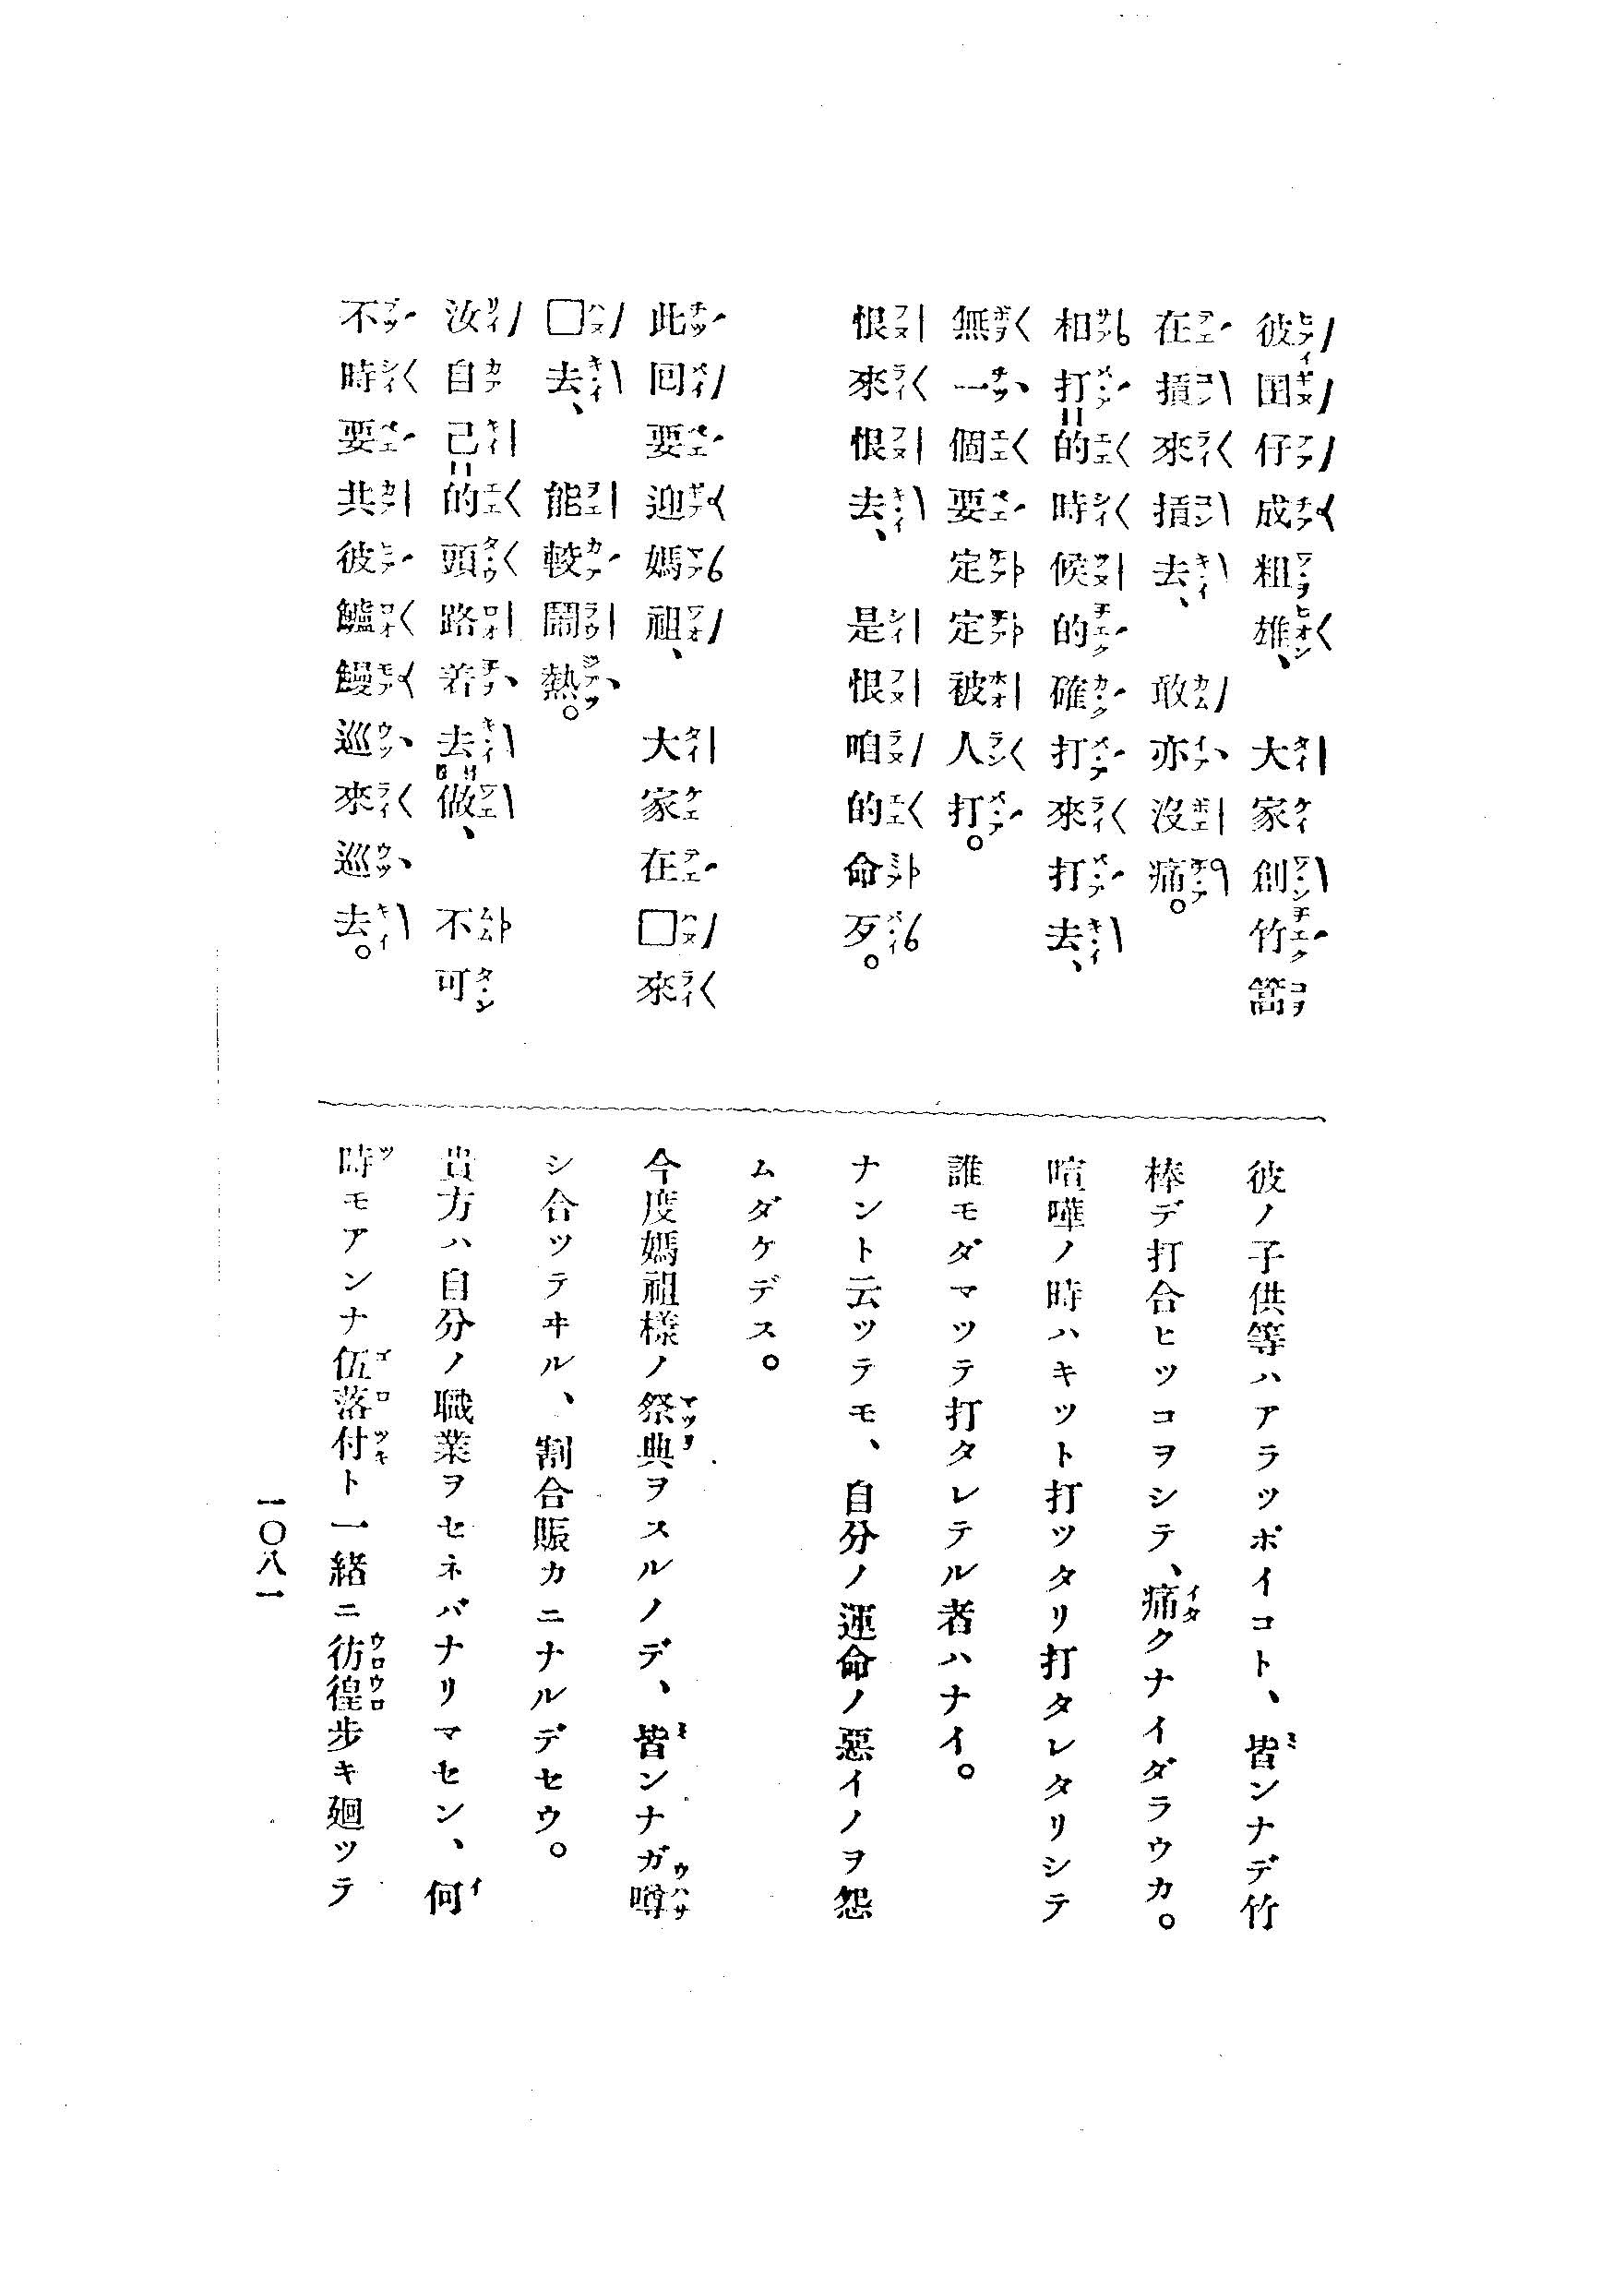 彼囝仔成粗雄、大家創竹篙
在摃來摃去、敢亦沒痛。
相打的時候的確打來打去、
無一個要定定被人打。
恨來恨去、是恨咱的命歹。
此回要迎媽祖、大家在□來
□去、能較鬧熱。
汝自己的頭路着去做、不可
不時要共彼鱸鰻巡來巡去。
彼ノ子供等ハアラツポイコト、皆ンナデ竹
棒デ打合ヒツコヲシテ、痛クナイダラウカ。
喧嘩ノ時ハキツト打ツタリ打タレタリシテ
誰モダマツテ打タレテル者ハナイ。
ナント云ツテモ、自分ノ運命ノ惡イノヲ怨
ムダケデス。
今度媽祖樣ノ祭典ヲスルノデ、皆ンナガ噂
シ合ツテヰル、割合賑カニナルデセウ。
貴方ハ自分ノ職業ヲセネバナリマセン、何
時モアンナ伍落付ト一緒ニ彷徨步キ廻ツテ
一〇八一